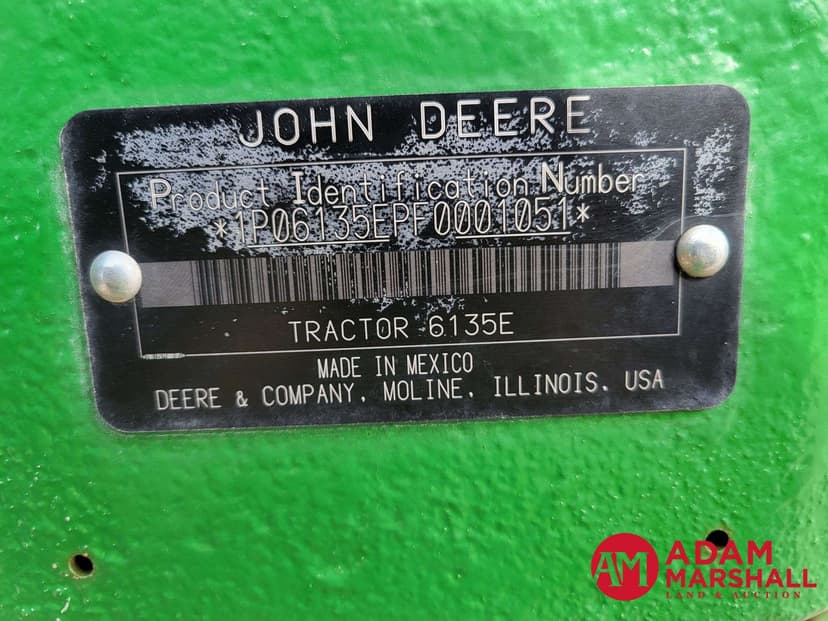 JOHN DEERE
Product Identification Number
*1P06135EPF0001051*
TRACTOR 6135E
MADE IN MEXICO
DEERE & COMPANY, MOLINE, ILLINOIS, USA
AM ADAM
MARSHALL
LAND & AUCTION